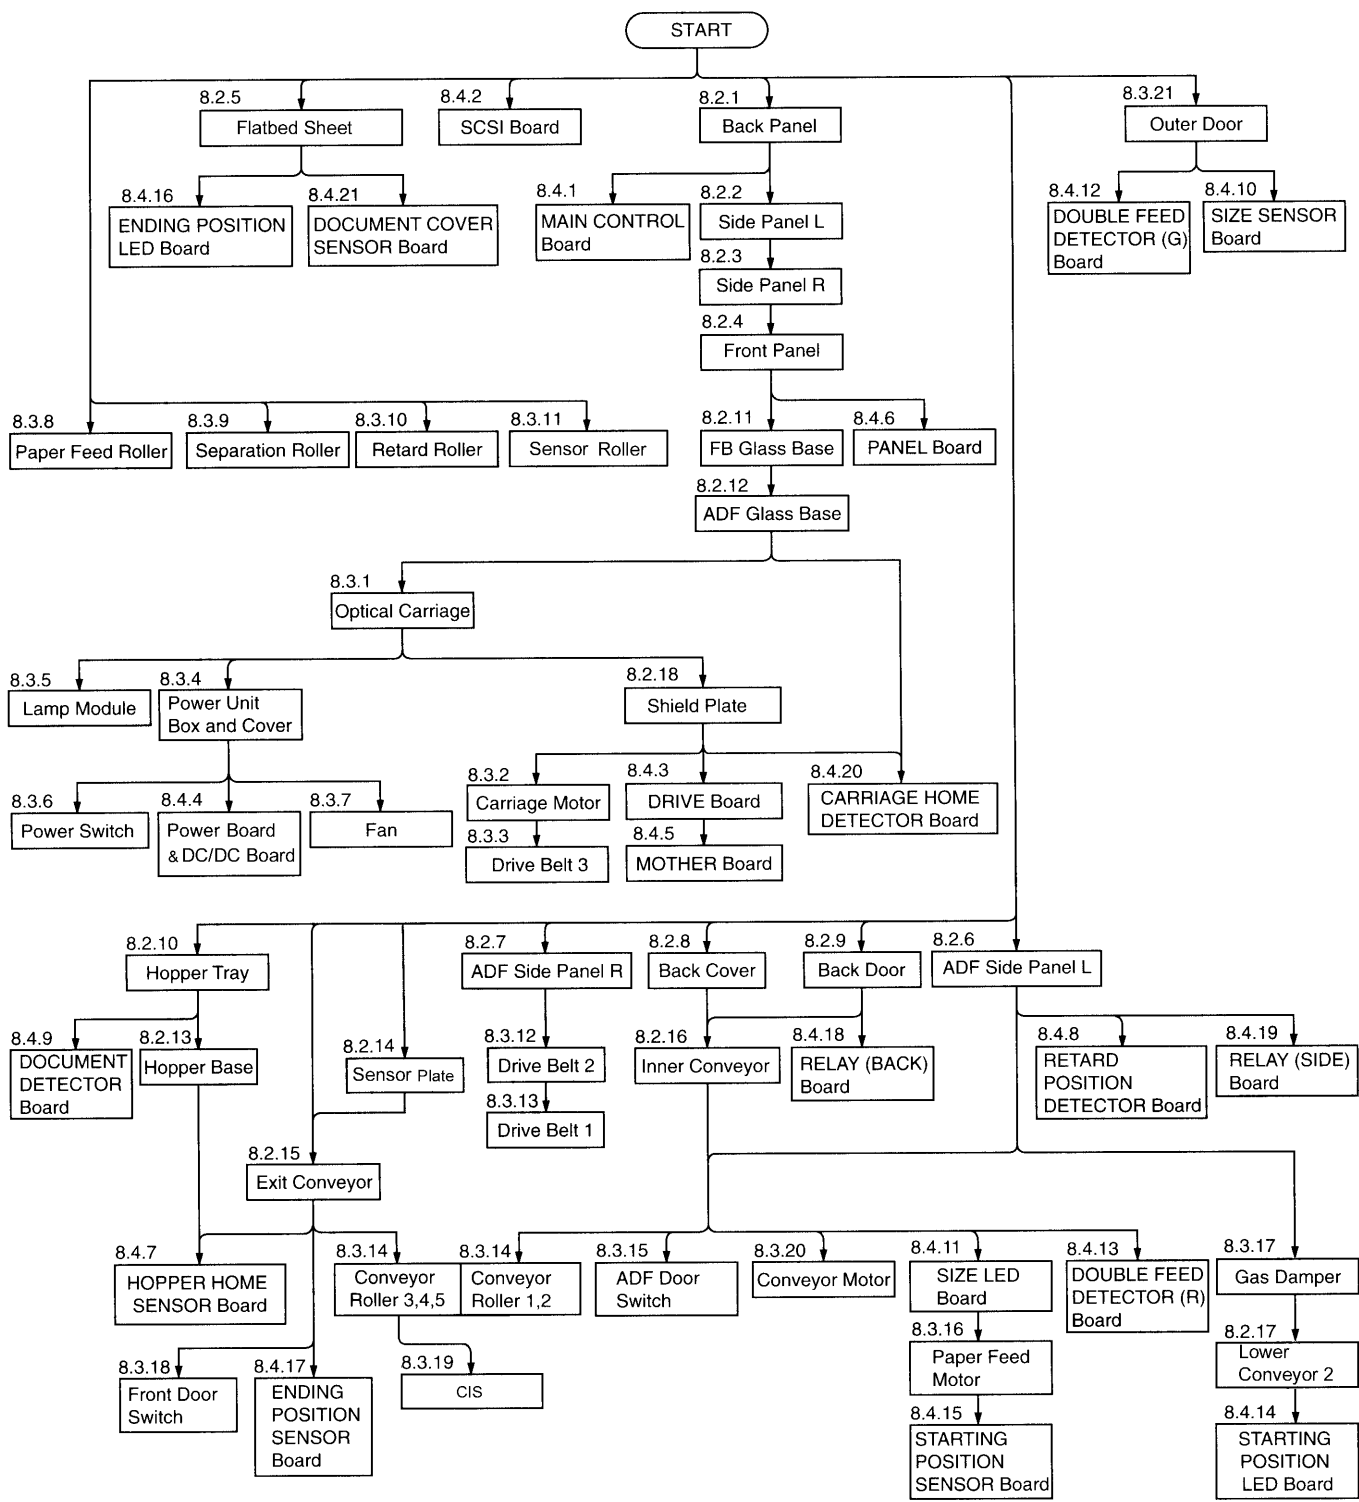 START
8.2.5
Flatbed Sheet
8.4.2
SCSI Board
8.2.1
Back Panel
8.3.21
Outer Door
8.4.16
ENDING POSITION
LED Board
8.4.21
DOCUMENT COVER
SENSOR Board
8.4.1
MAIN CONTROL
Board
8.2.2
Side Panel L
8.4.12
DOUBLE FEED
DETECTOR (G)
Board
8.4.10
SIZE SENSOR
Board
8.2.3
Side Panel R
8.2.4
Front Panel
8.3.8
Paper Feed Roller
8.3.9
Separation Roller
8.3.10
Retard Roller
8.3.11
Sensor Roller
8.2.11
FB Glass Base
8.4.6
PANEL Board
8.2.12
ADF Glass Base
8.3.1
Optical Carriage
8.3.5
Lamp Module
8.3.4
Power Unit
Box and Cover
8.2.18
Shield Plate
8.3.6
Power Switch
8.4.4
Power Board
& DC/DC Board
8.3.7
Fan
8.3.2
Carriage Motor
8.4.3
DRIVE Board
8.4.20
CARRIAGE HOME
DETECTOR Board
8.3.3
Drive Belt 3
8.4.5
MOTHER Board
8.2.10
Hopper Tray
8.2.7
ADF Side Panel R
8.2.8
Back Cover
8.2.9
Back Door
8.2.6
ADF Side Panel L
8.4.9
DOCUMENT
DETECTOR
Board
8.2.13
Hopper Base
8.2.14
Sensor Plate
8.3.12
Drive Belt 2
8.2.16
Inner Conveyor
8.4.18
RELAY (BACK)
Board
8.4.8
RETARD
POSITION
DETECTOR Board
8.4.19
RELAY (SIDE)
Board
8.3.13
Drive Belt 1
8.2.15
Exit Conveyor
8.4.7
HOPPER HOME
SENSOR Board
8.3.14
Conveyor
Roller 3,4,5
8.3.14
Conveyor
Roller 1,2
8.3.15
ADF Door
Switch
8.3.20
Conveyor Motor
8.4.11
SIZE LED
Board
8.4.13
DOUBLE FEED
DETECTOR (R)
Board
8.3.17
Gas Damper
8.3.18
Front Door
Switch
8.4.17
ENDING
POSITION
SENSOR
Board
8.3.19
CIS
8.3.16
Paper Feed
Motor
8.2.17
Lower
Conveyor 2
8.4.15
STARTING
POSITION
SENSOR Board
8.4.14
STARTING
POSITION
LED Board